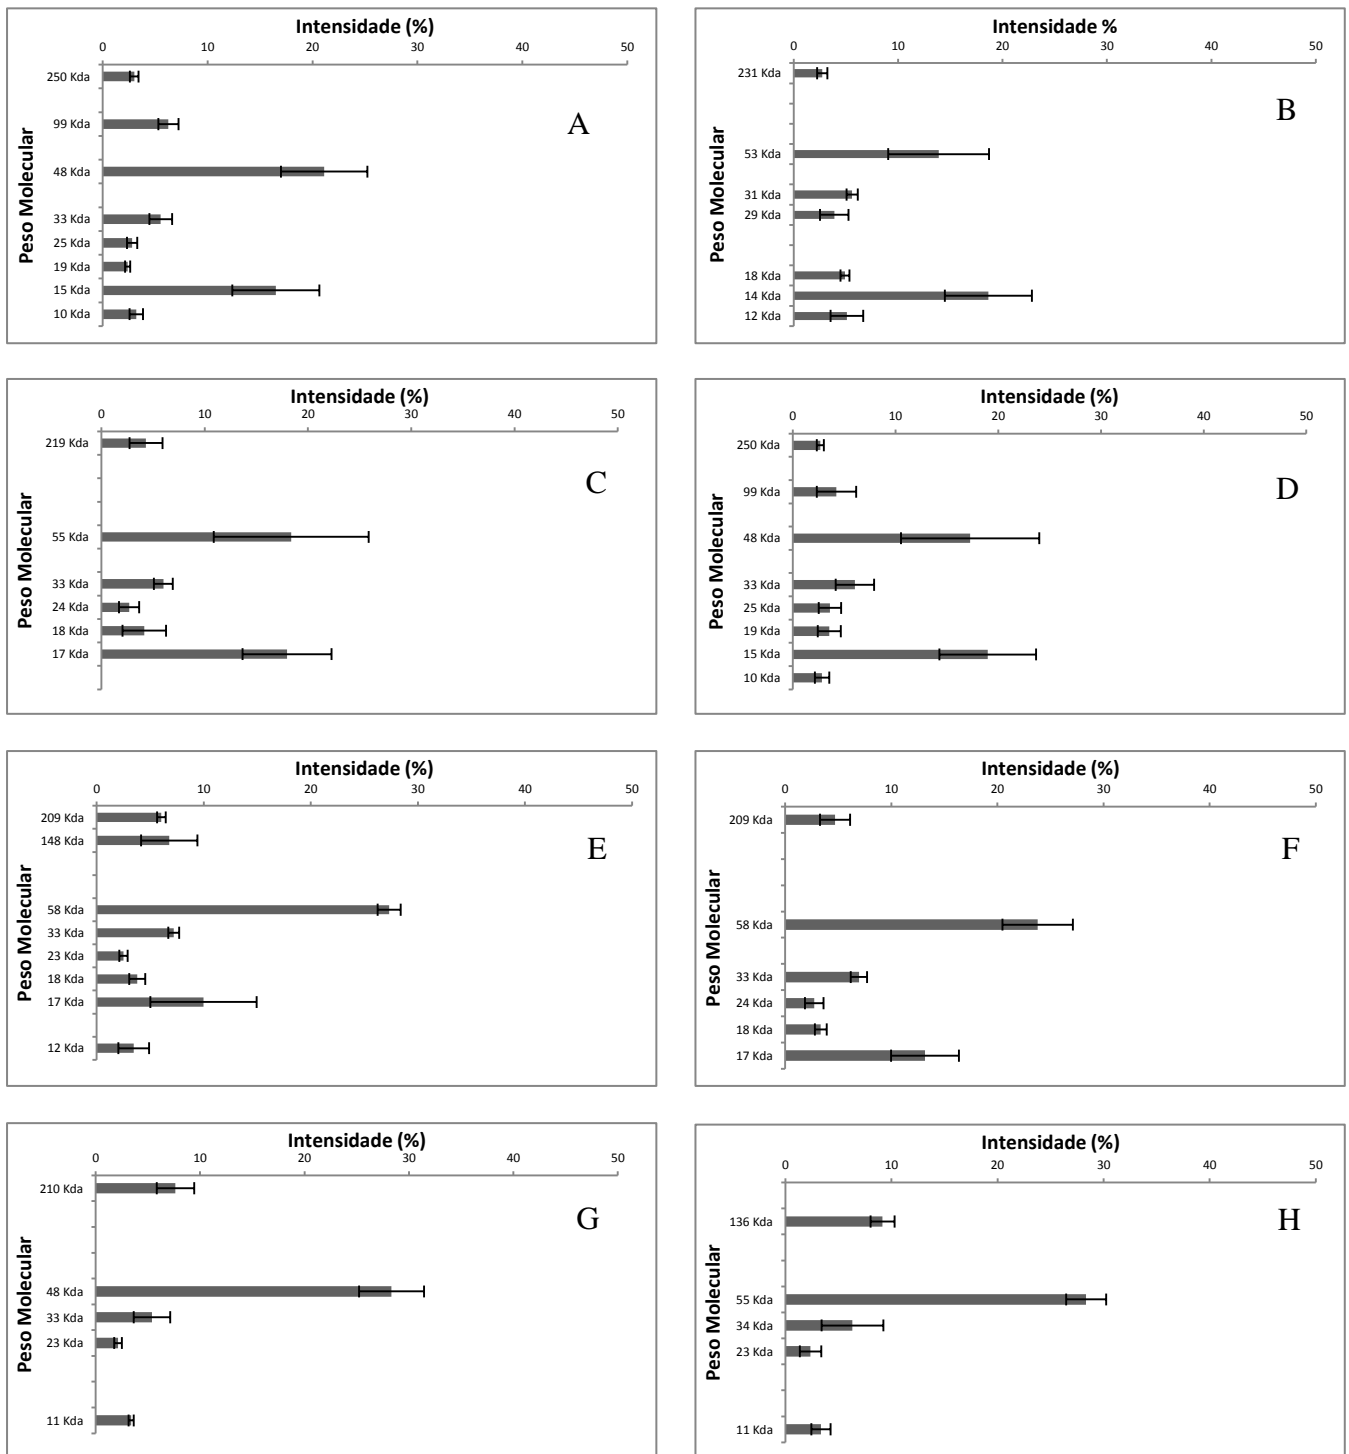 Intensidade (%)
0 10 20 30 40 50
Peso Molecular
250 Kda
99 Kda
48 Kda
33 Kda
25 Kda
19 Kda
15 Kda
10 Kda
A
Intensidade %
0 10 20 30 40 50
Peso Molecular
231 Kda
53 Kda
31 Kda
29 Kda
18 Kda
14 Kda
12 Kda
B
Intensidade (%)
0 10 20 30 40 50
Peso Molecular
219 Kda
55 Kda
33 Kda
24 Kda
18 Kda
17 Kda
C
Intensidade (%)
0 10 20 30 40 50
Peso Molecular
250 Kda
99 Kda
48 Kda
33 Kda
25 Kda
19 Kda
15 Kda
10 Kda
D
Intensidade (%)
0 10 20 30 40 50
Peso Molecular
209 Kda
148 Kda
58 Kda
33 Kda
23 Kda
18 Kda
17 Kda
12 Kda
E
Intensidade (%)
0 10 20 30 40 50
Peso Molecular
209 Kda
58 Kda
33 Kda
24 Kda
18 Kda
17 Kda
F
Intensidade (%)
0 10 20 30 40 50
Peso Molecular
210 Kda
48 Kda
33 Kda
23 Kda
11 Kda
G
Intensidade (%)
0 10 20 30 40 50
Peso Molecular
136 Kda
55 Kda
34 Kda
23 Kda
11 Kda
H